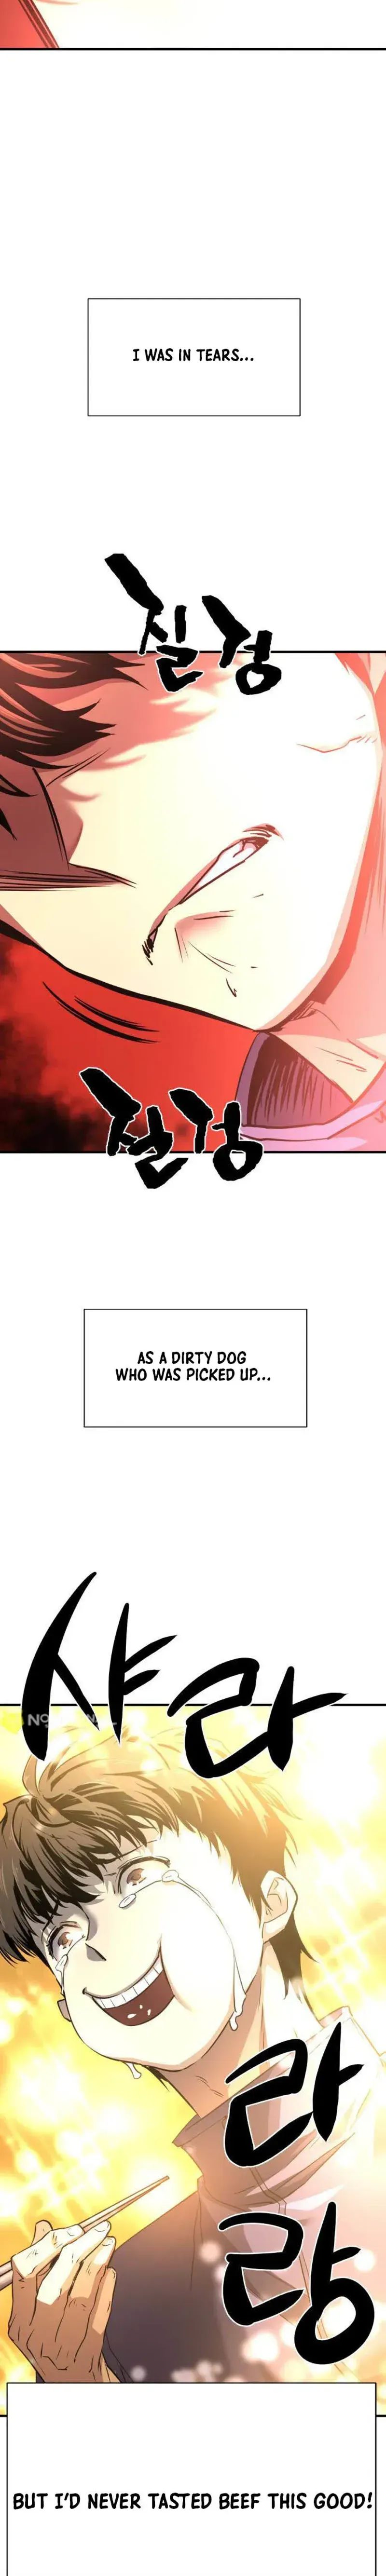 I WAS IN TEARS...
질겅
질겅
AS A DIRTY DOG
WHO WAS PICKED UP...
샤라
라
랑
BUT I'D NEVER TASTED BEEF THIS GOOD!